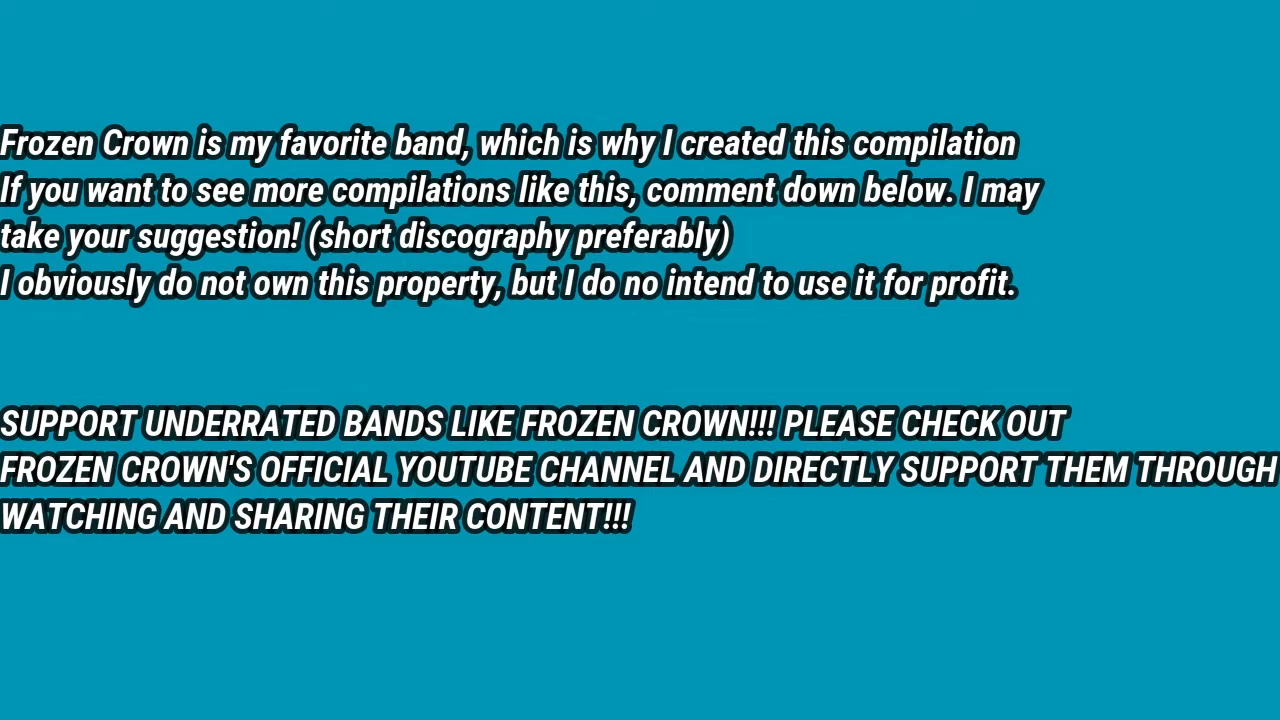 Frozen Crown is my favorite band, which is why I created this compilation
If you want to see more compilations like this, comment down below. I may
take your suggestion! (short discography preferably)
I obviously do not own this property, but I do no intend to use it for profit.
SUPPORT UNDERRATED BANDS LIKE FROZEN CROWN!!! PLEASE CHECK OUT
FROZEN CROWN'S OFFICIAL YOUTUBE CHANNEL AND DIRECTLY SUPPORT THEM THROUGH
WATCHING AND SHARING THEIR CONTENT!!!